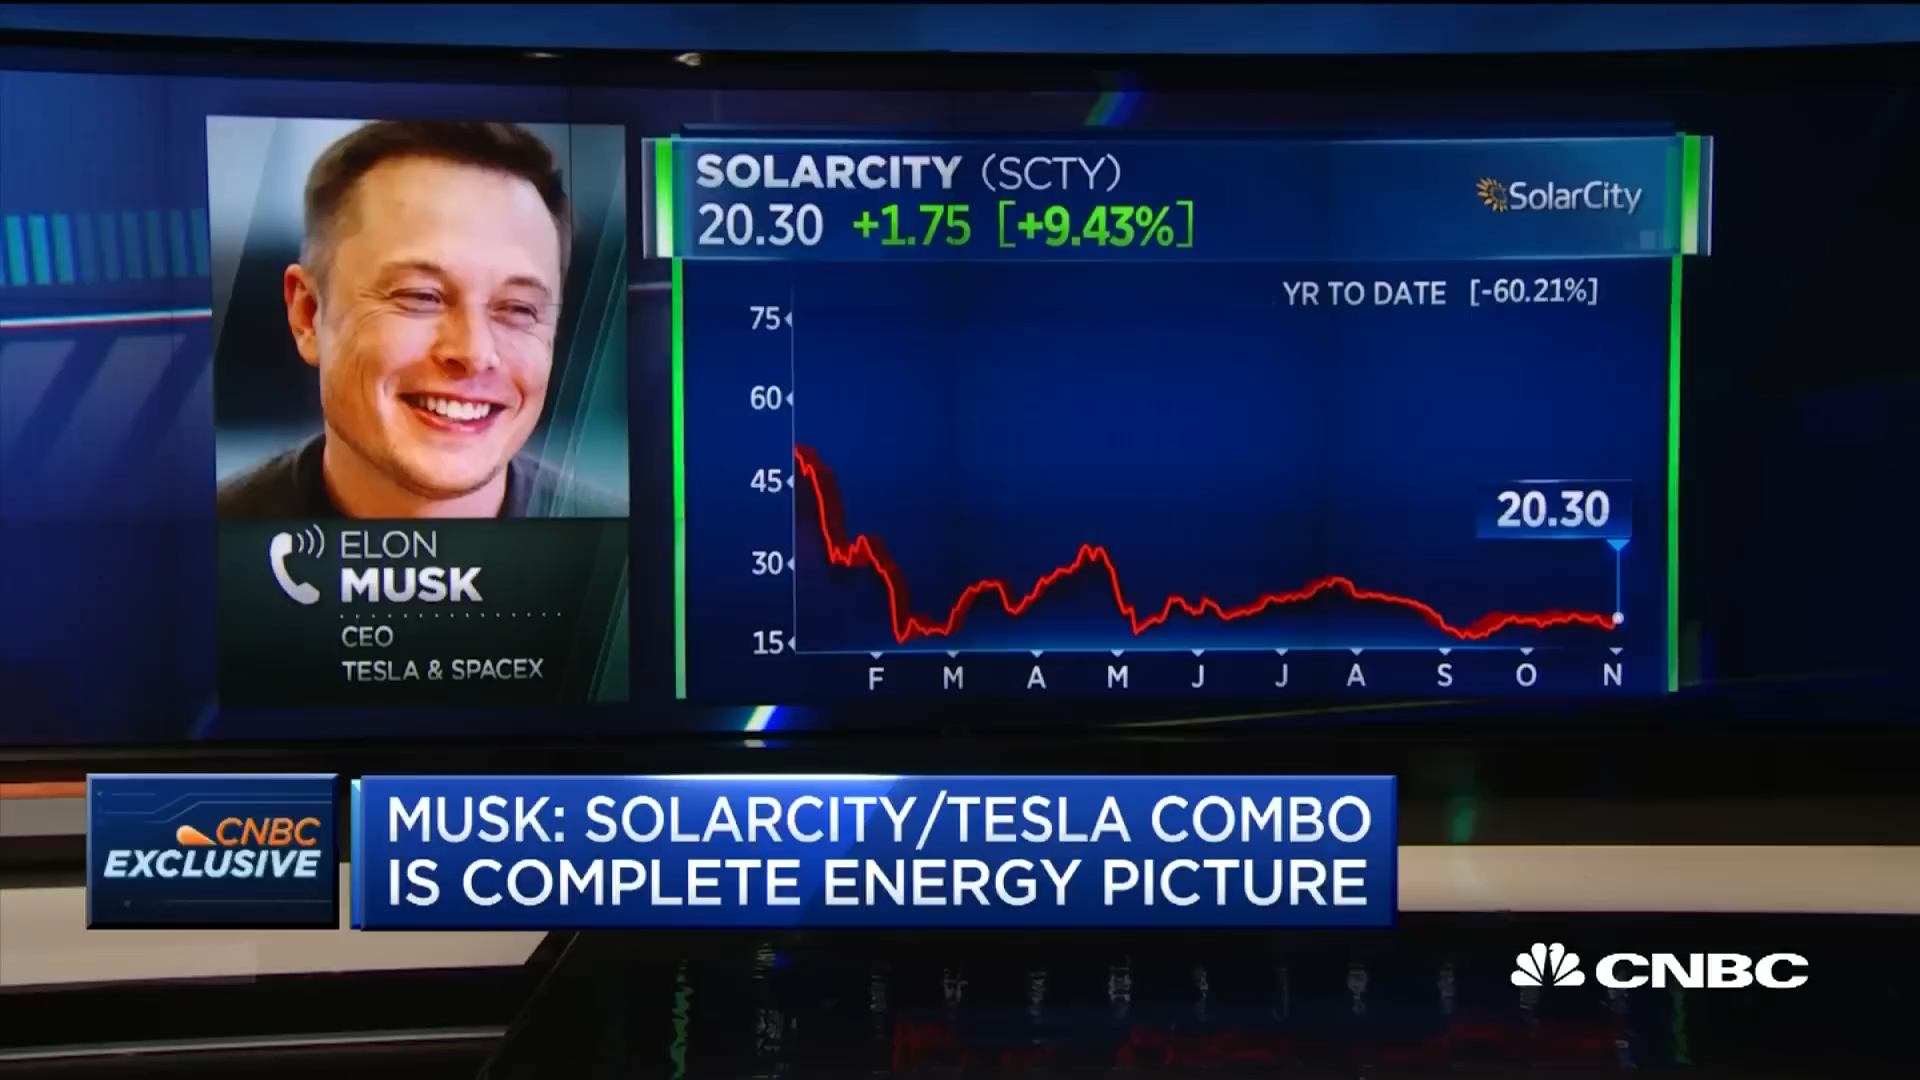 SOLARCITY (SCTY)
20.30 +1.75 [+9.43%]
SolarCity
YR TO DATE [-60.21%]
75
60
45
30
15
20.30
F M A M J J A S O N
ELON
MUSK
CEO
TESLA & SPACEX
CNBC
EXCLUSIVE
MUSK: SOLARCITY/TESLA COMBO
IS COMPLETE ENERGY PICTURE
CNBC